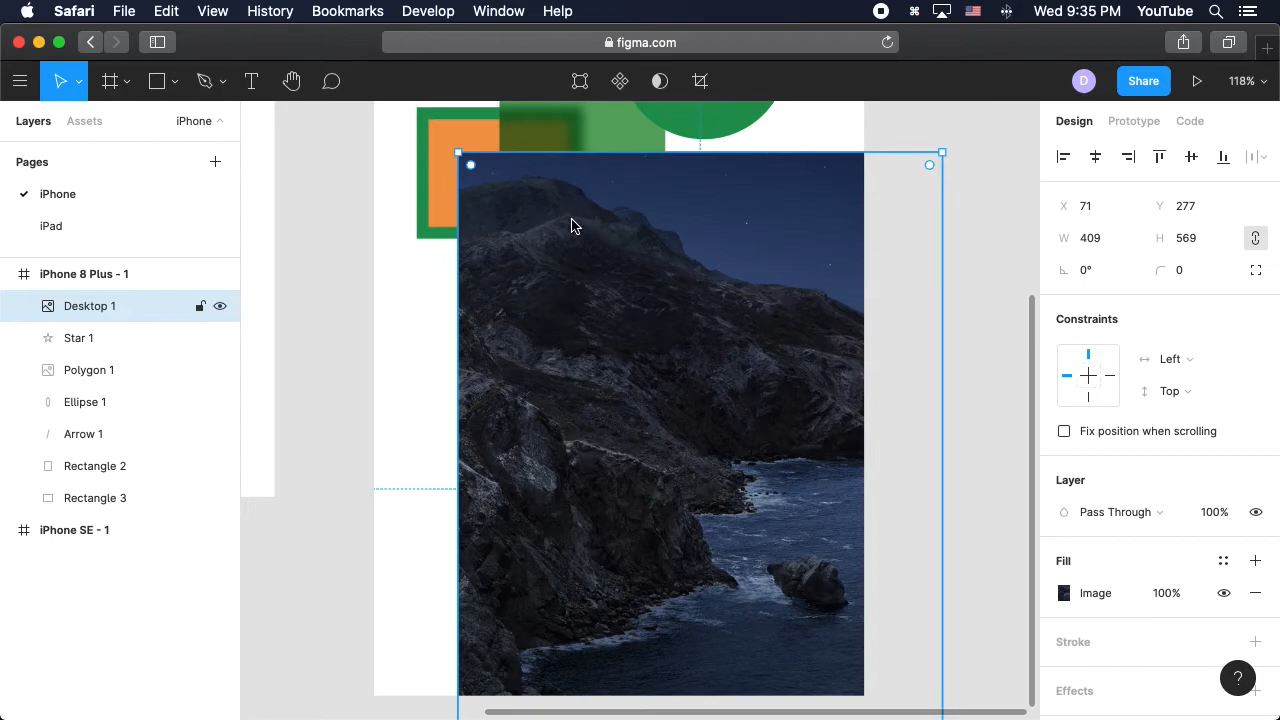 Safari File Edit View History Bookmarks Develop Window Help Wed 9:35 PM YouTube
figma.com
D Share 118%
Layers Assets iPhone
Design Prototype Code
Pages
iPhone
iPad
iPhone 8 Plus - 1
Desktop 1
Star 1
Polygon 1
Ellipse 1
Arrow 1
Rectangle 2
Rectangle 3
iPhone SE - 1
X 71 Y 277
W 409 H 569
0° 0
Constraints
Left
Top
Fix position when scrolling
Layer
Pass Through 100%
Fill
Image 100%
Stroke
Effects
?